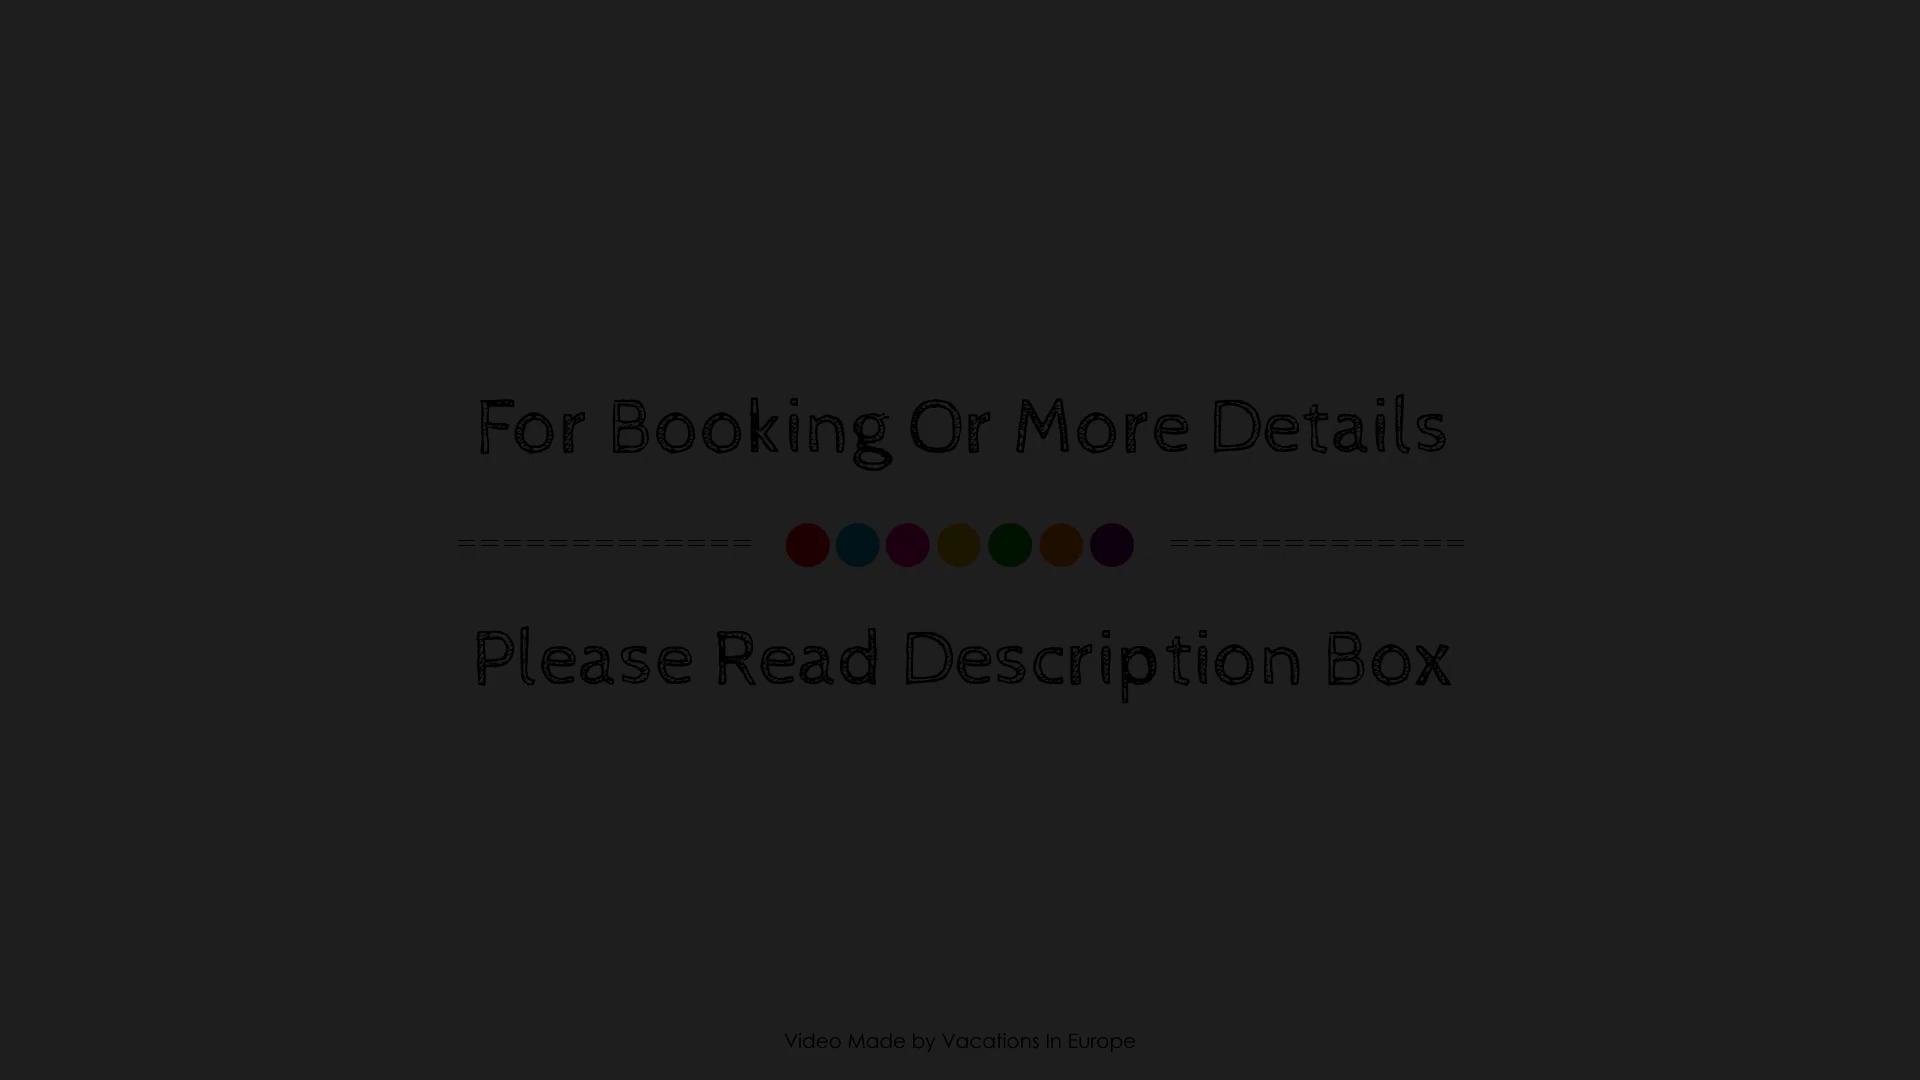 For Booking Or More Details
============= =============
Please Read Description Box
Video Made by Vacations In Europe